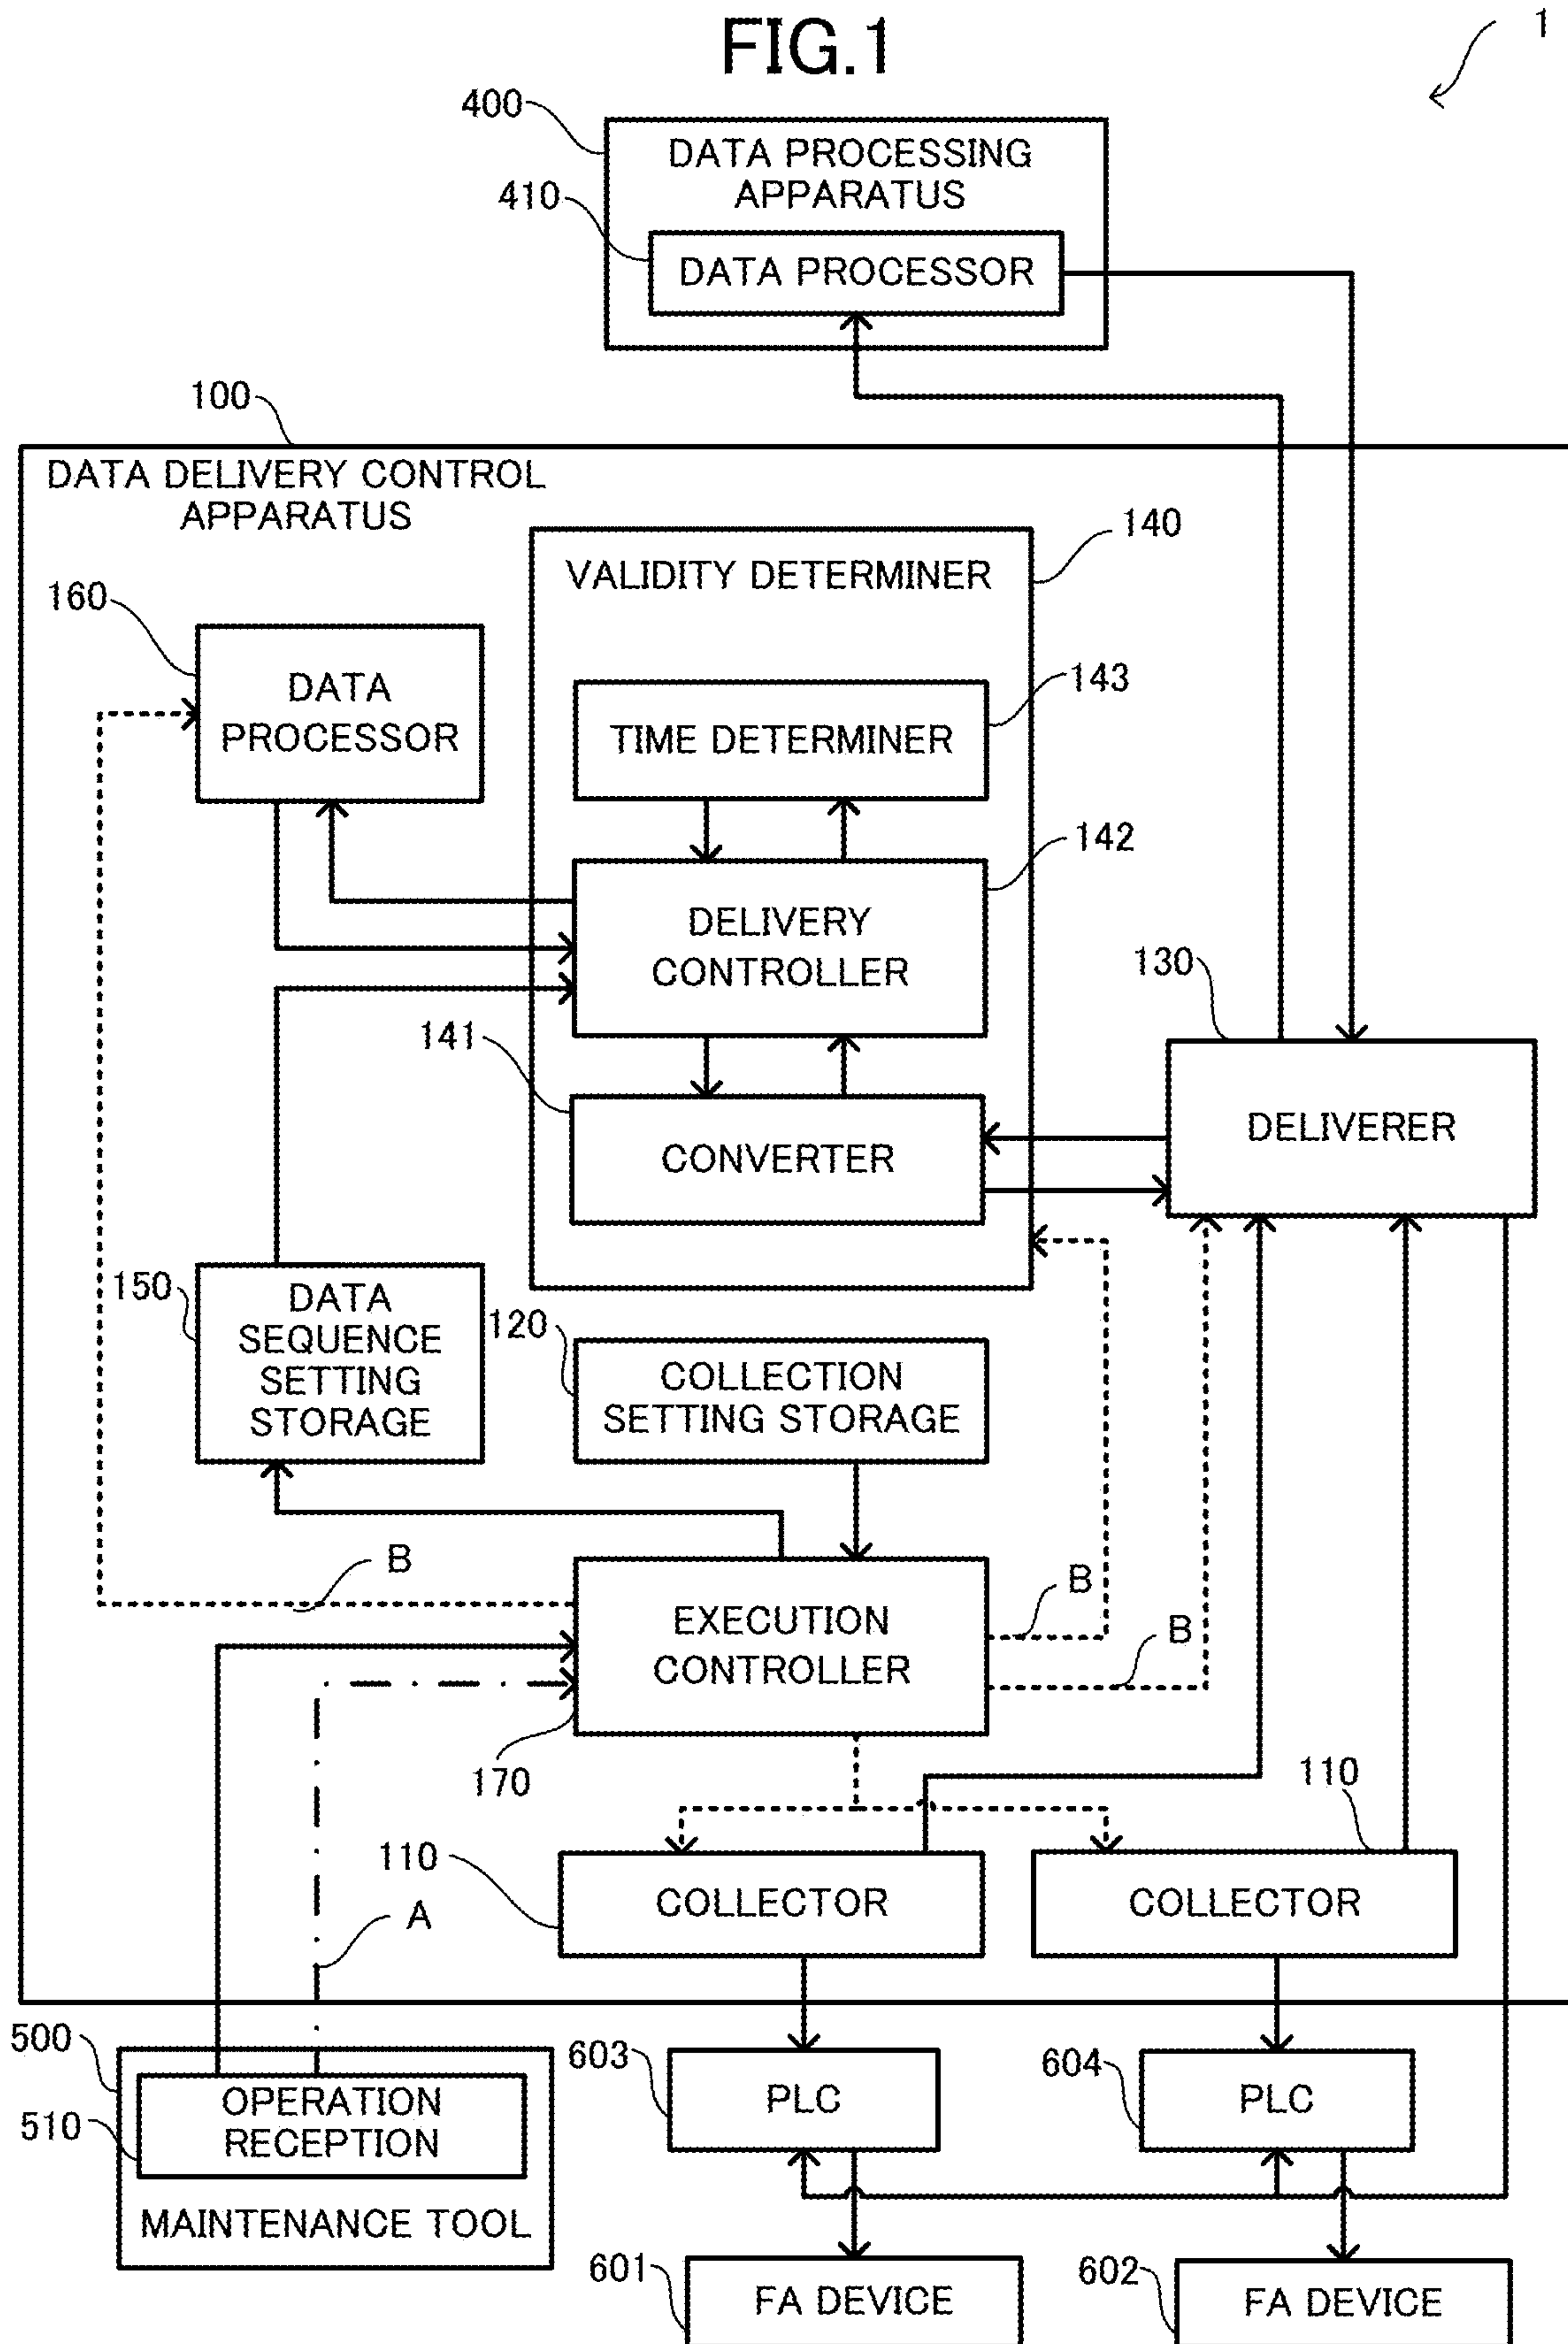 FIG.1
1
400
DATA PROCESSING
APPARATUS
410
DATA PROCESSOR
100
DATA DELIVERY CONTROL
APPARATUS
140
VALIDITY DETERMINER
160
DATA
PROCESSOR
143
TIME DETERMINER
142
DELIVERY
CONTROLLER
130
DELIVERER
141
CONVERTER
150
DATA
SEQUENCE
SETTING
STORAGE
120
COLLECTION
SETTING STORAGE
B
B
B
EXECUTION
CONTROLLER
170
110
COLLECTOR
110
COLLECTOR
A
500
510
OPERATION
RECEPTION
MAINTENANCE TOOL
603
PLC
604
PLC
601
FA DEVICE
602
FA DEVICE